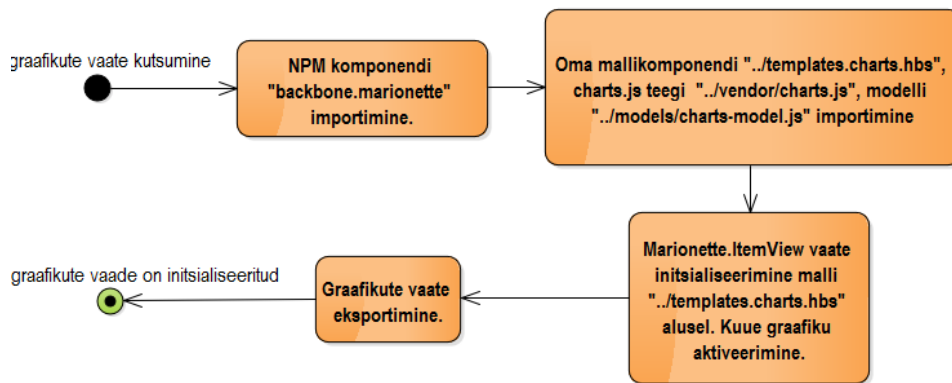 graafikute vaate kutsumine
NPM komponendi
"backbone.marionette"
importimine.
Oma mallikomponendi "../templates.charts.hbs",
charts.js teegi "../vendor/charts.js", modelli
"../models/charts-model.js" importimine
Marionette.ItemView vaate
initsialiseerimine malli
"../templates.charts.hbs"
alusel. Kuue graafiku
aktiveerimine.
Graafikute vaate
eksportimine.
graafikute vaade on initsialiseeritud